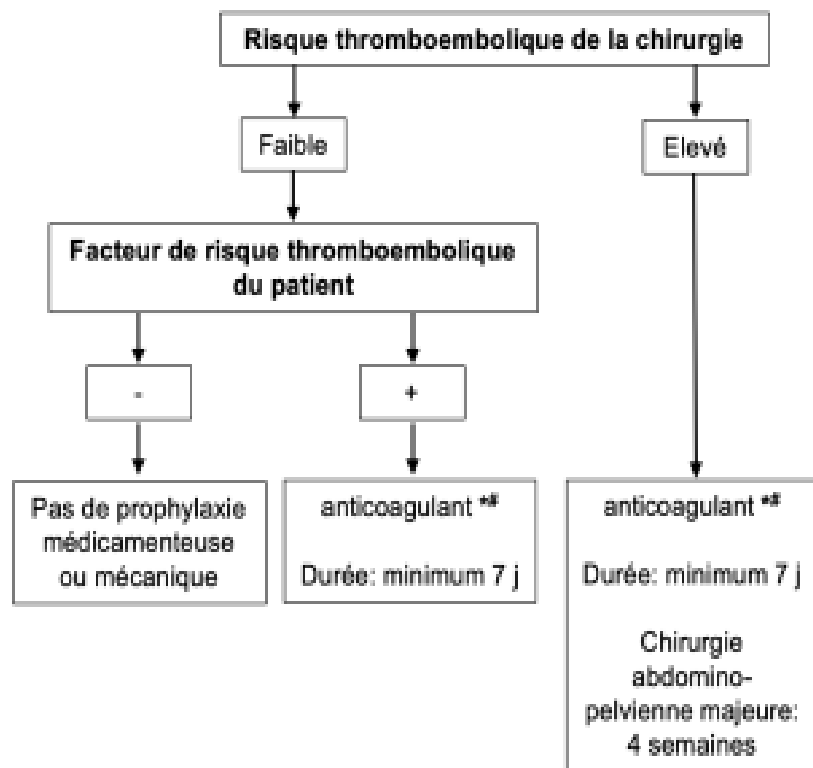 Risque thromboembolique de la chirurgie
Faible
Elevé
Facteur de risque thromboembolique
du patient
-
+
Pas de prophylaxie
médicamenteuse
ou mécanique
anticoagulant *#
Durée: minimum 7 j
anticoagulant *#
Durée: minimum 7 j
Chirurgie
abdomino-
pelvienne majeure:
4 semaines